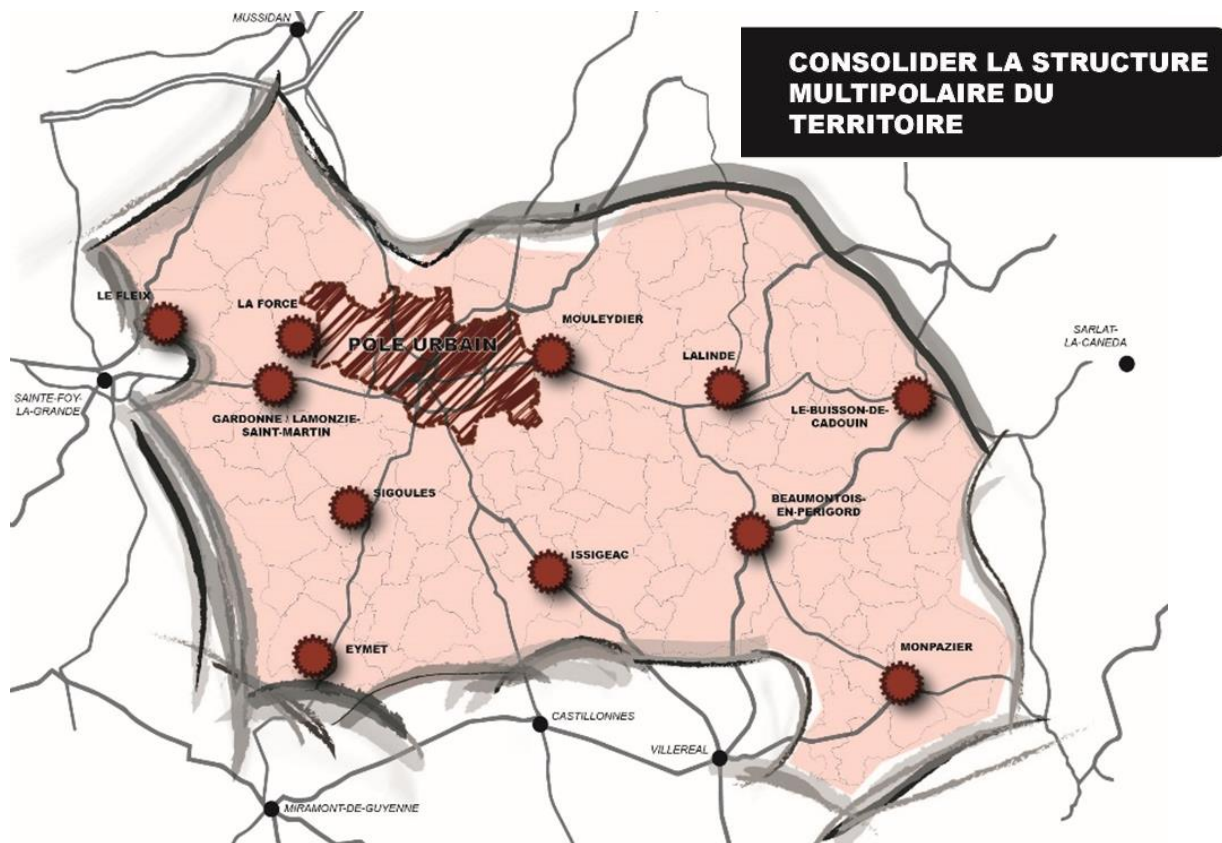 MUSSIDAN
CONSOLIDER LA STRUCTURE
MULTIPOLAIRE DU
TERRITOIRE
LE FLEIX
LA FORCE
MOULEYDIER
PÔLE URBAIN
SARLAT-
LA-CANEDA
LALINDE
SAINTE-FOY-
LA-GRANDE
LE-BUISSON-DE-
CADOUIN
GARDONNE / LAMONZIE-
SAINT-MARTIN
SIGOULES
BEAUMONTOIS-
EN-PERIGORD
ISSIGEAC
EYMET
MONPAZIER
CASTILLONNES
VILLEREAL
MIRAMONT-DE-GUYENNE